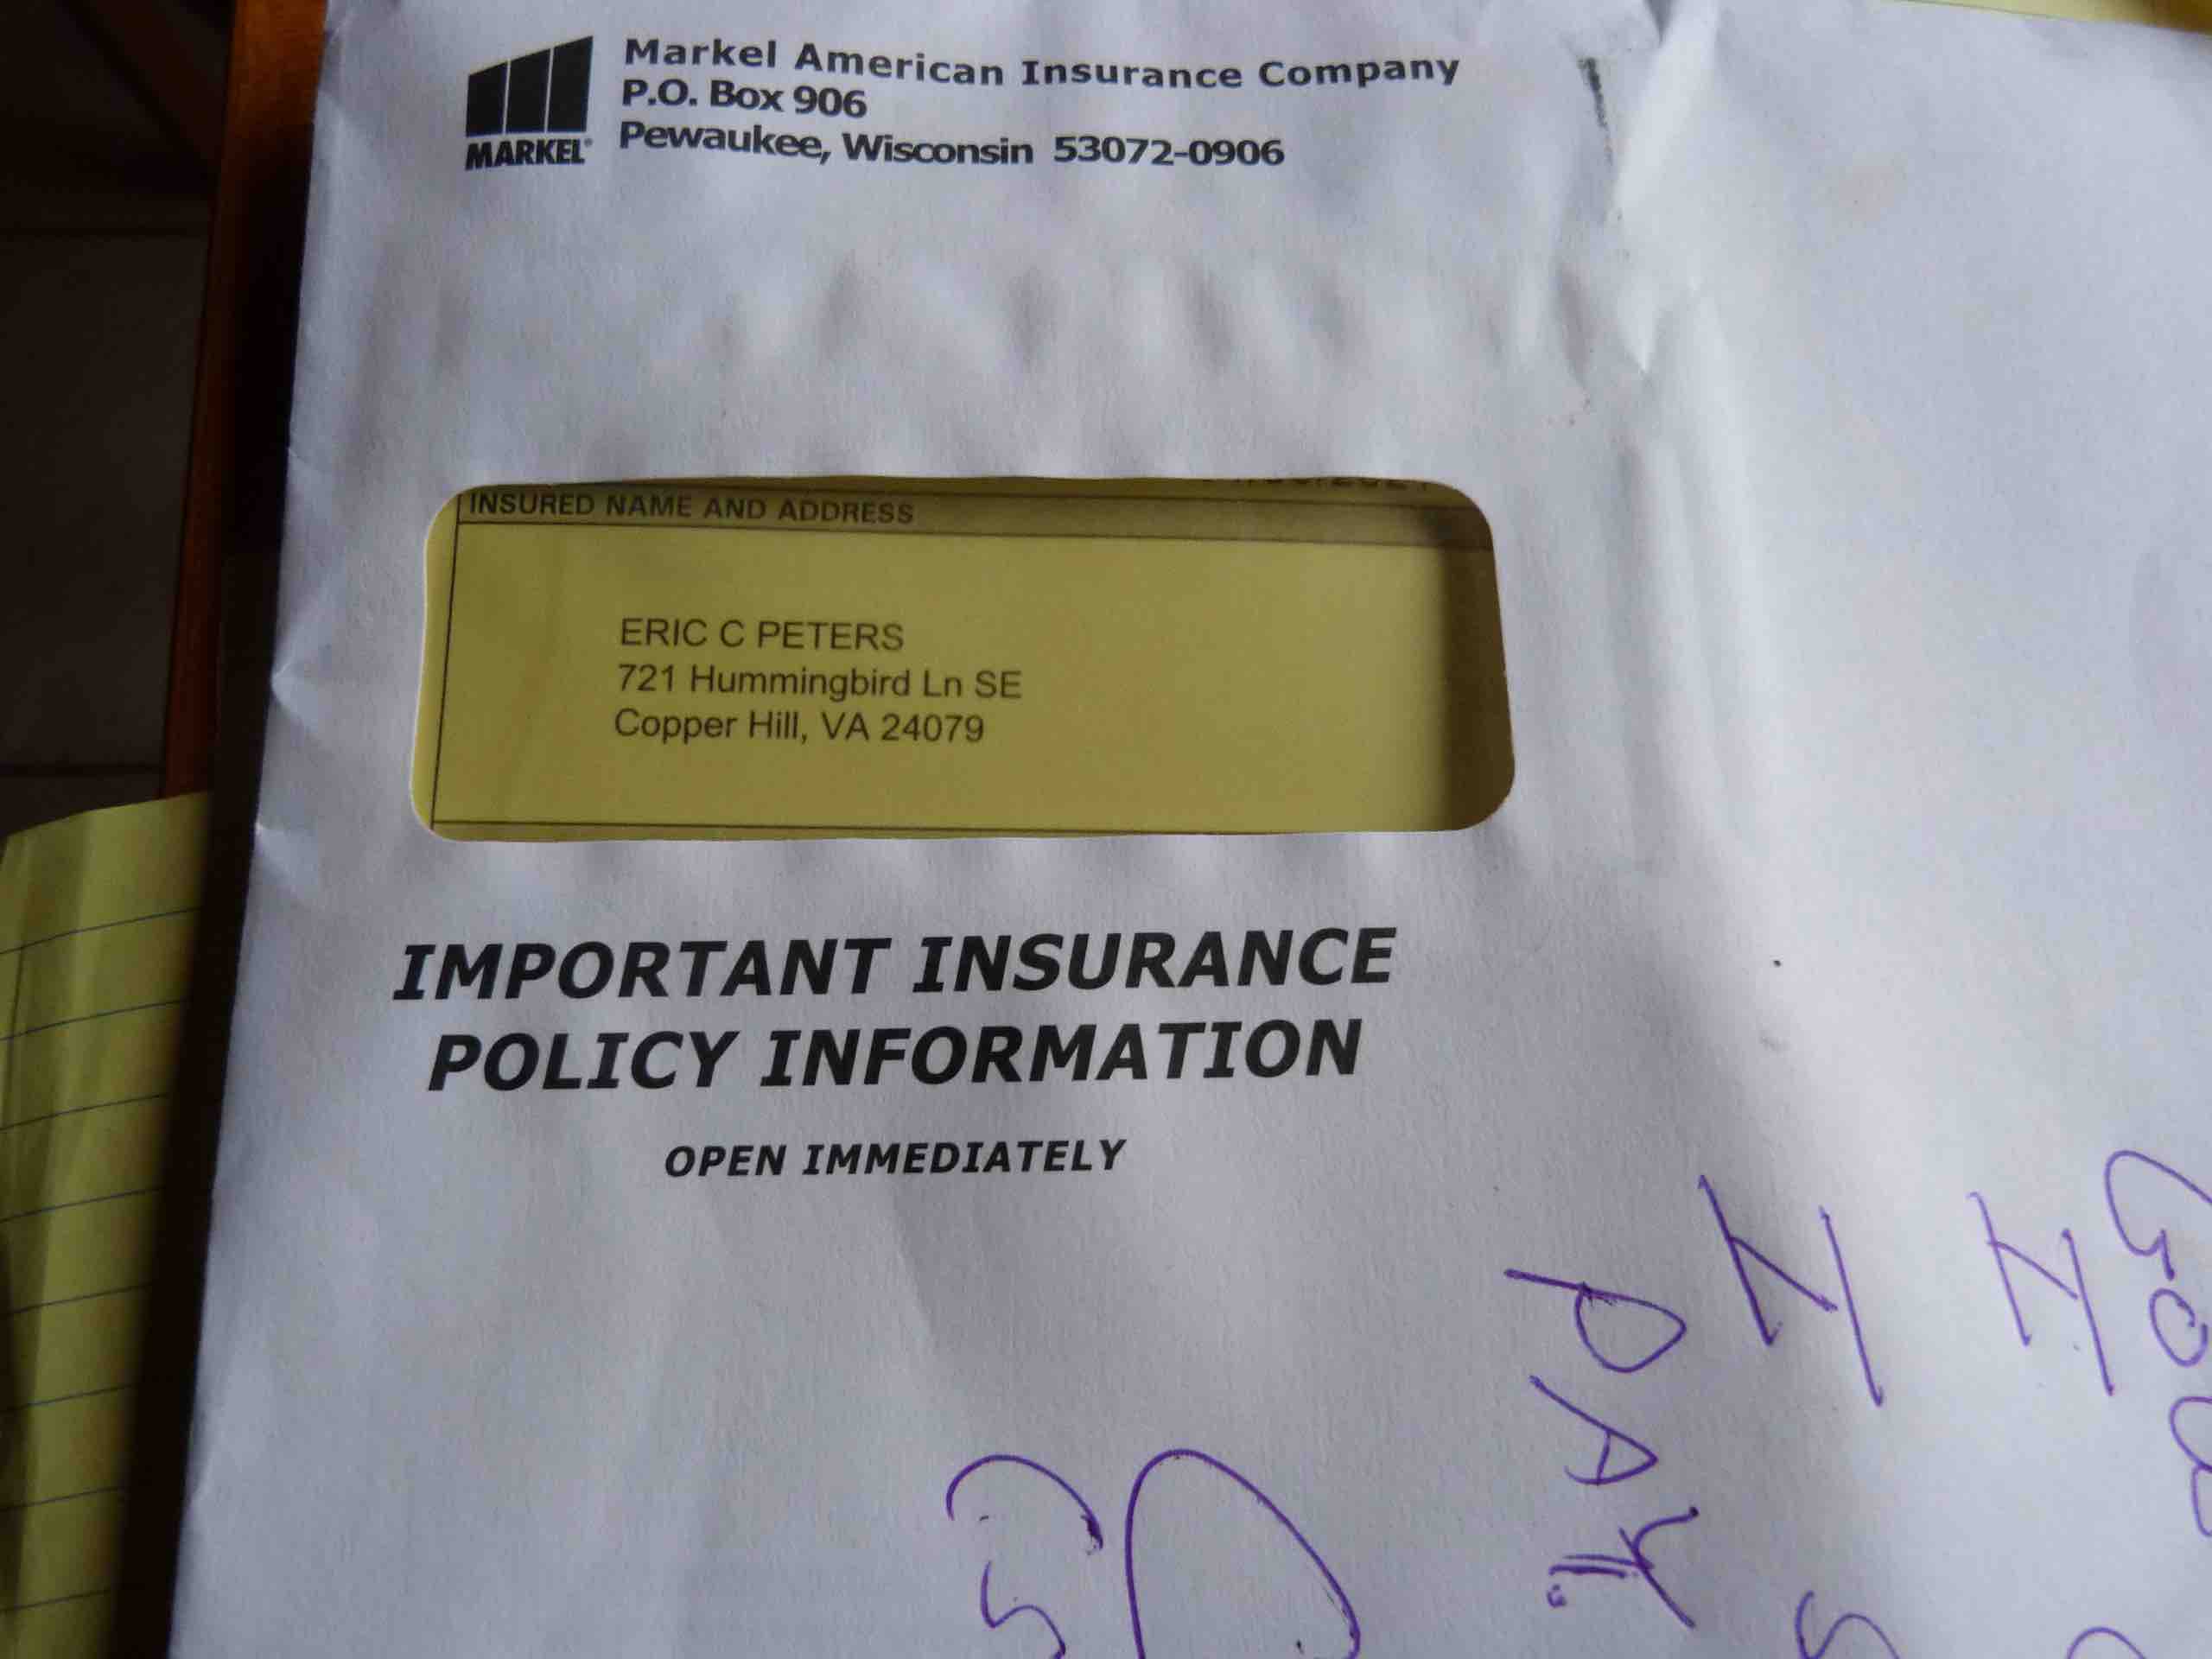 Markel American Insurance Company
P.O. Box 906
Pewaukee, Wisconsin 53072-0906
MARKEL®
INSURED NAME AND ADDRESS
ERIC C PETERS
721 Hummingbird Ln SE
Copper Hill, VA 24079
IMPORTANT INSURANCE
POLICY INFORMATION
OPEN IMMEDIATELY
PAY.